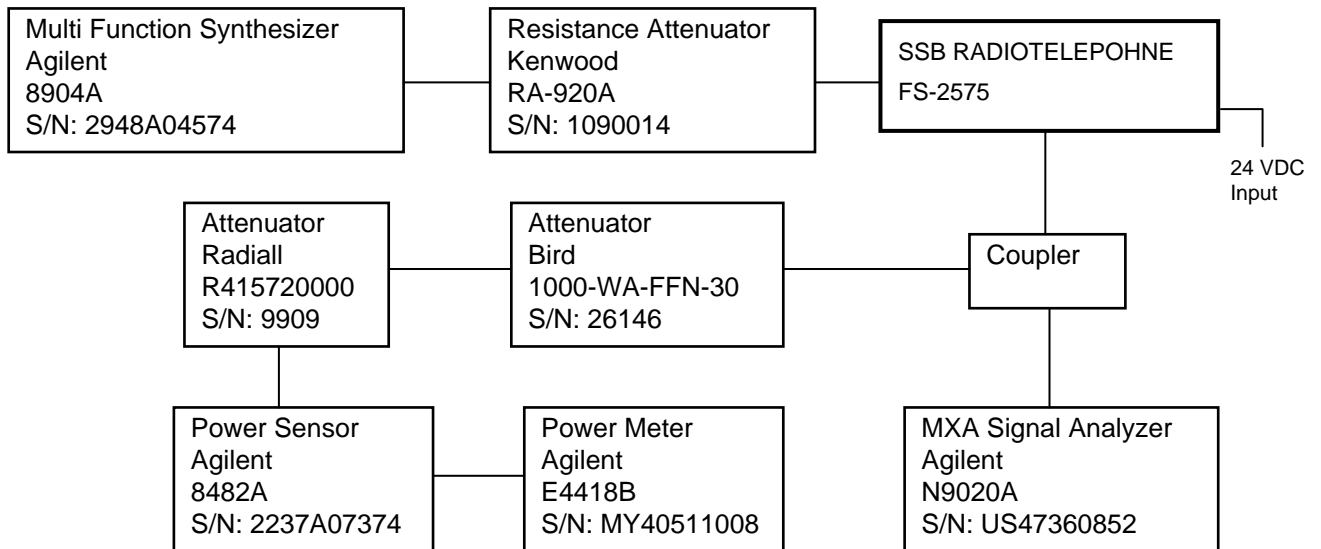 Multi Function Synthesizer
Agilent
8904A
S/N: 2948A04574
Resistance Attenuator
Kenwood
RA-920A
S/N: 1090014
SSB RADIOTELEPOHNE
FS-2575
24 VDC
Input
Attenuator
Radiall
R415720000
S/N: 9909
Attenuator
Bird
1000-WA-FFN-30
S/N: 26146
Coupler
Power Sensor
Agilent
8482A
S/N: 2237A07374
Power Meter
Agilent
E4418B
S/N: MY40511008
MXA Signal Analyzer
Agilent
N9020A
S/N: US47360852